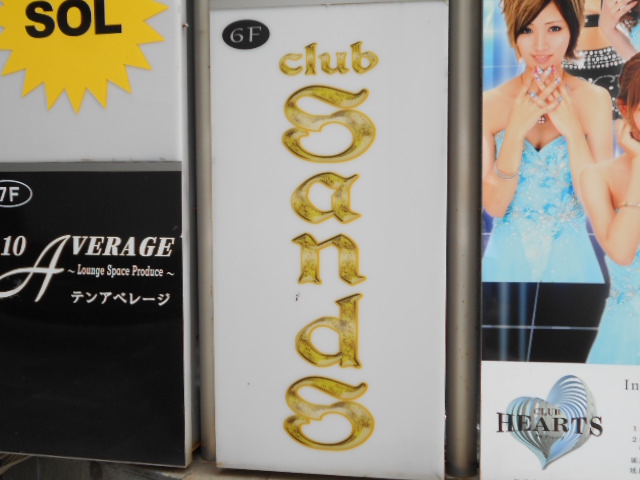 SOL
7F
10 AVERAGE
~ Lounge Space Produce ~
テンアベレージ
6F
club
SandS
CLUB
HEARTS
In